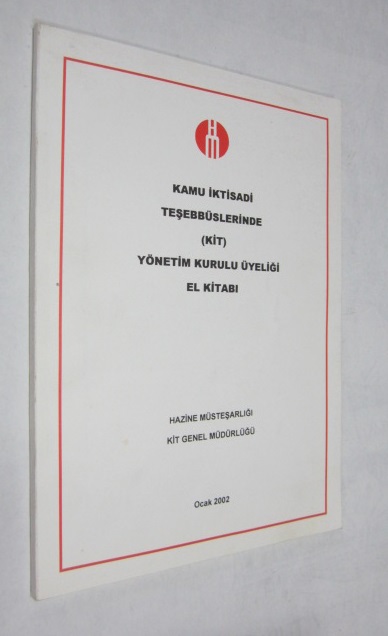 HM
KAMU İKTİSADİ
TEŞEBBÜSLERİNDE
(KİT)
YÖNETİM KURULU ÜYELİĞİ
EL KİTABI
HAZİNE MÜSTEŞARLIĞI
KİT GENEL MÜDÜRLÜĞÜ
Ocak 2002